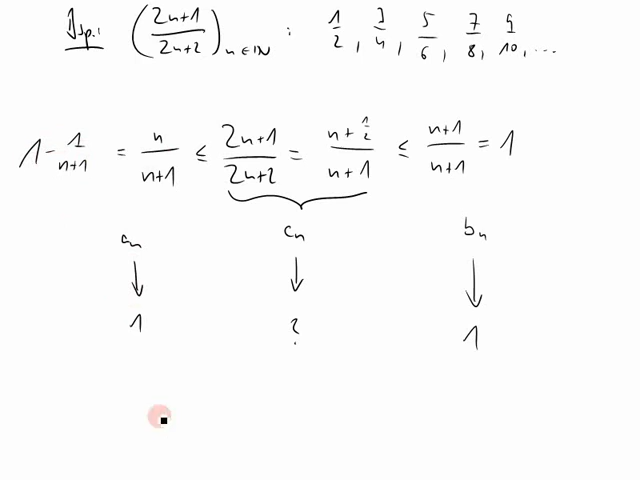 Bsp.: ((2n+1)/(2n+2))_{n∈ℕ} : 1/2, 3/4, 5/6, 7/8, 9/10, ...
1 - 1/(n+1) = n/(n+1) ≤ (2n+1)/(2n+2) = (n+1/2)/(n+1) ≤ (n+1)/(n+1) = 1
a_n c_n b_n
↓ ↓ ↓
1 ? 1